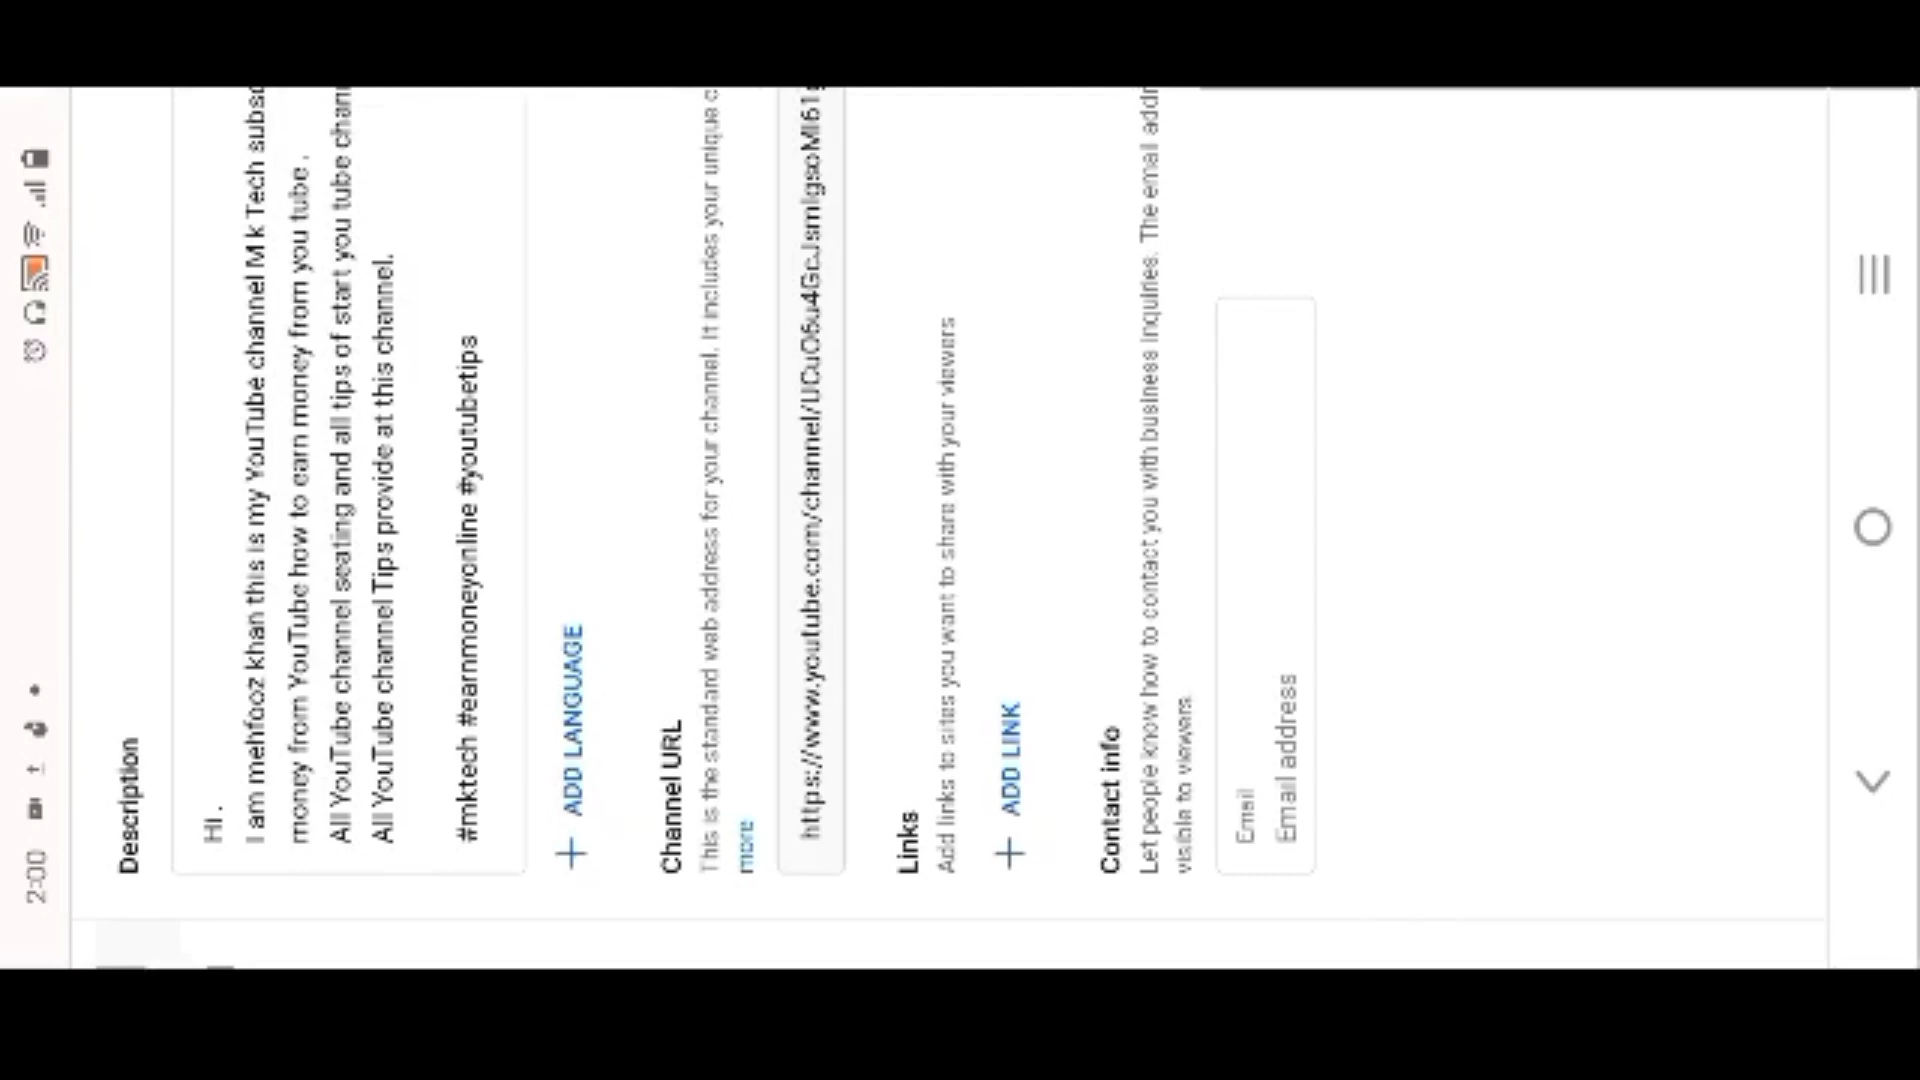 2:00
Description
Hi .
I am mehfooz khan this is my YouTube channel M k Tech subsc
money from YouTube how to earn money from you tube .
All YouTube channel seating and all tips of start you tube chan
All YouTube channel Tips provide at this channel.
#mktech #earnmoneyonline #youtubetips
+ ADD LANGUAGE
Channel URL
This is the standard web address for your channel. It includes your unique c
more
Links
Add links to sites you want to share with your viewers
+ ADD LINK
Contact info
Let people know how to contact you with business inquiries. The email addr
visible to viewers.
Email
Email address